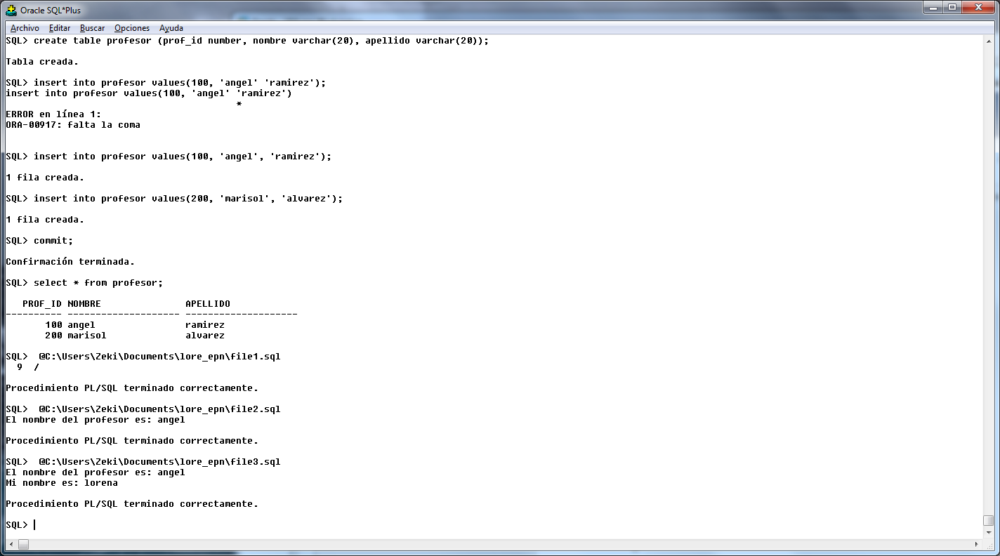 Oracle SQL*Plus
Archivo Editar Buscar Opciones Ayuda
SQL> create table profesor (prof_id number, nombre varchar(20), apellido varchar(20));
Tabla creada.
SQL> insert into profesor values(100, 'angel' 'ramirez');
insert into profesor values(100, 'angel' 'ramirez')
*
ERROR en línea 1:
ORA-00917: falta la coma
SQL> insert into profesor values(100, 'angel', 'ramirez');
1 fila creada.
SQL> insert into profesor values(200, 'marisol', 'alvarez');
1 fila creada.
SQL> commit;
Confirmación terminada.
SQL> select * from profesor;
PROF_ID NOMBRE APELLIDO
---------- -------------------- --------------------
100 angel ramirez
200 marisol alvarez
SQL>  @C:\Users\Zeki\Documents\lore_epn\file1.sql
9  /
Procedimiento PL/SQL terminado correctamente.
SQL>  @C:\Users\Zeki\Documents\lore_epn\file2.sql
El nombre del profesor es: angel
Procedimiento PL/SQL terminado correctamente.
SQL>  @C:\Users\Zeki\Documents\lore_epn\file3.sql
El nombre del profesor es: angel
Mi nombre es: lorena
Procedimiento PL/SQL terminado correctamente.
SQL>